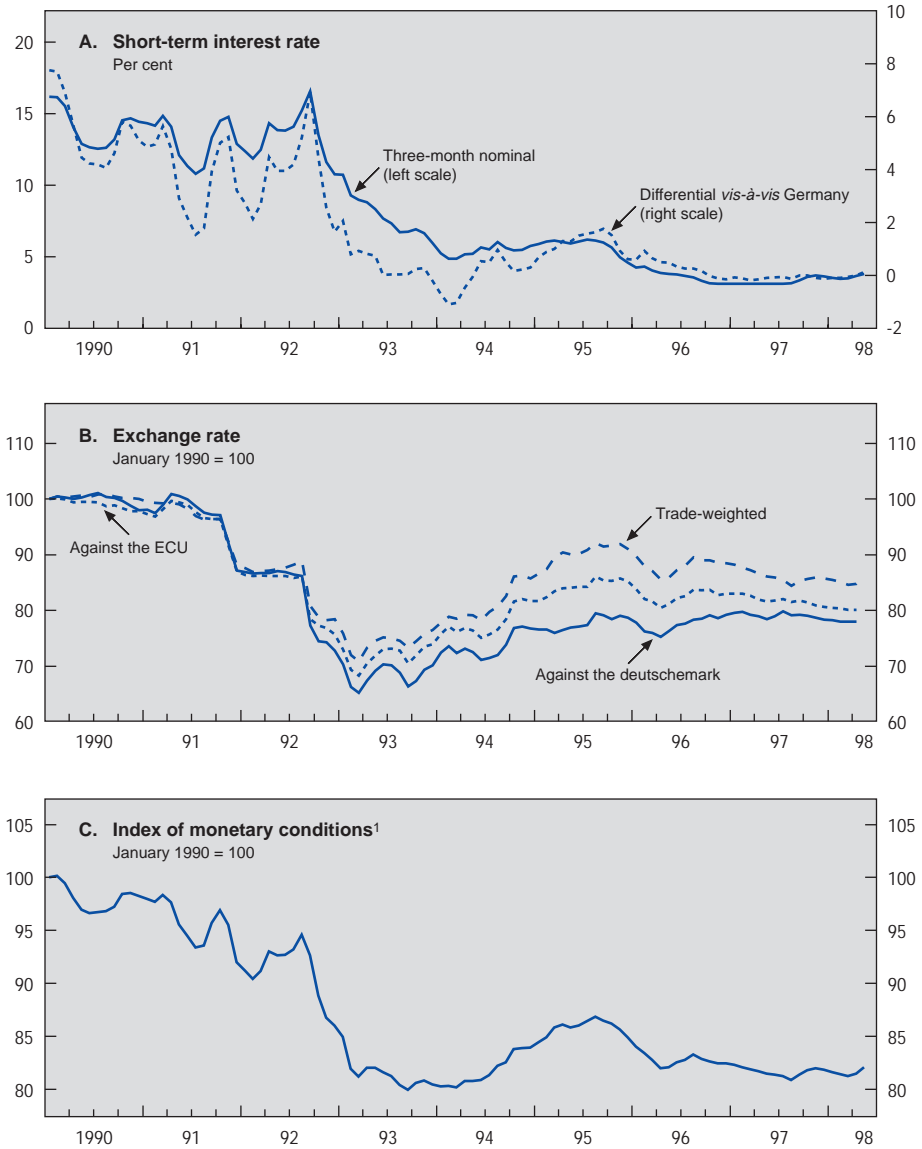 10
A. Short-term interest rate
Per cent
20
8
15
6
Three-month nominal
(left scale)
4
10
Differential vis-à-vis Germany
(right scale)
2
5
0
0
-2
1990 91 92 93 94 95 96 97 98
B. Exchange rate
January 1990 = 100
110 110
100 100
Trade-weighted
Against the ECU
90 90
80 80
70 70
Against the deutschemark
60 60
1990 91 92 93 94 95 96 97 98
C. Index of monetary conditions1
January 1990 = 100
105 105
100 100
95 95
90 90
85 85
80 80
1990 91 92 93 94 95 96 97 98